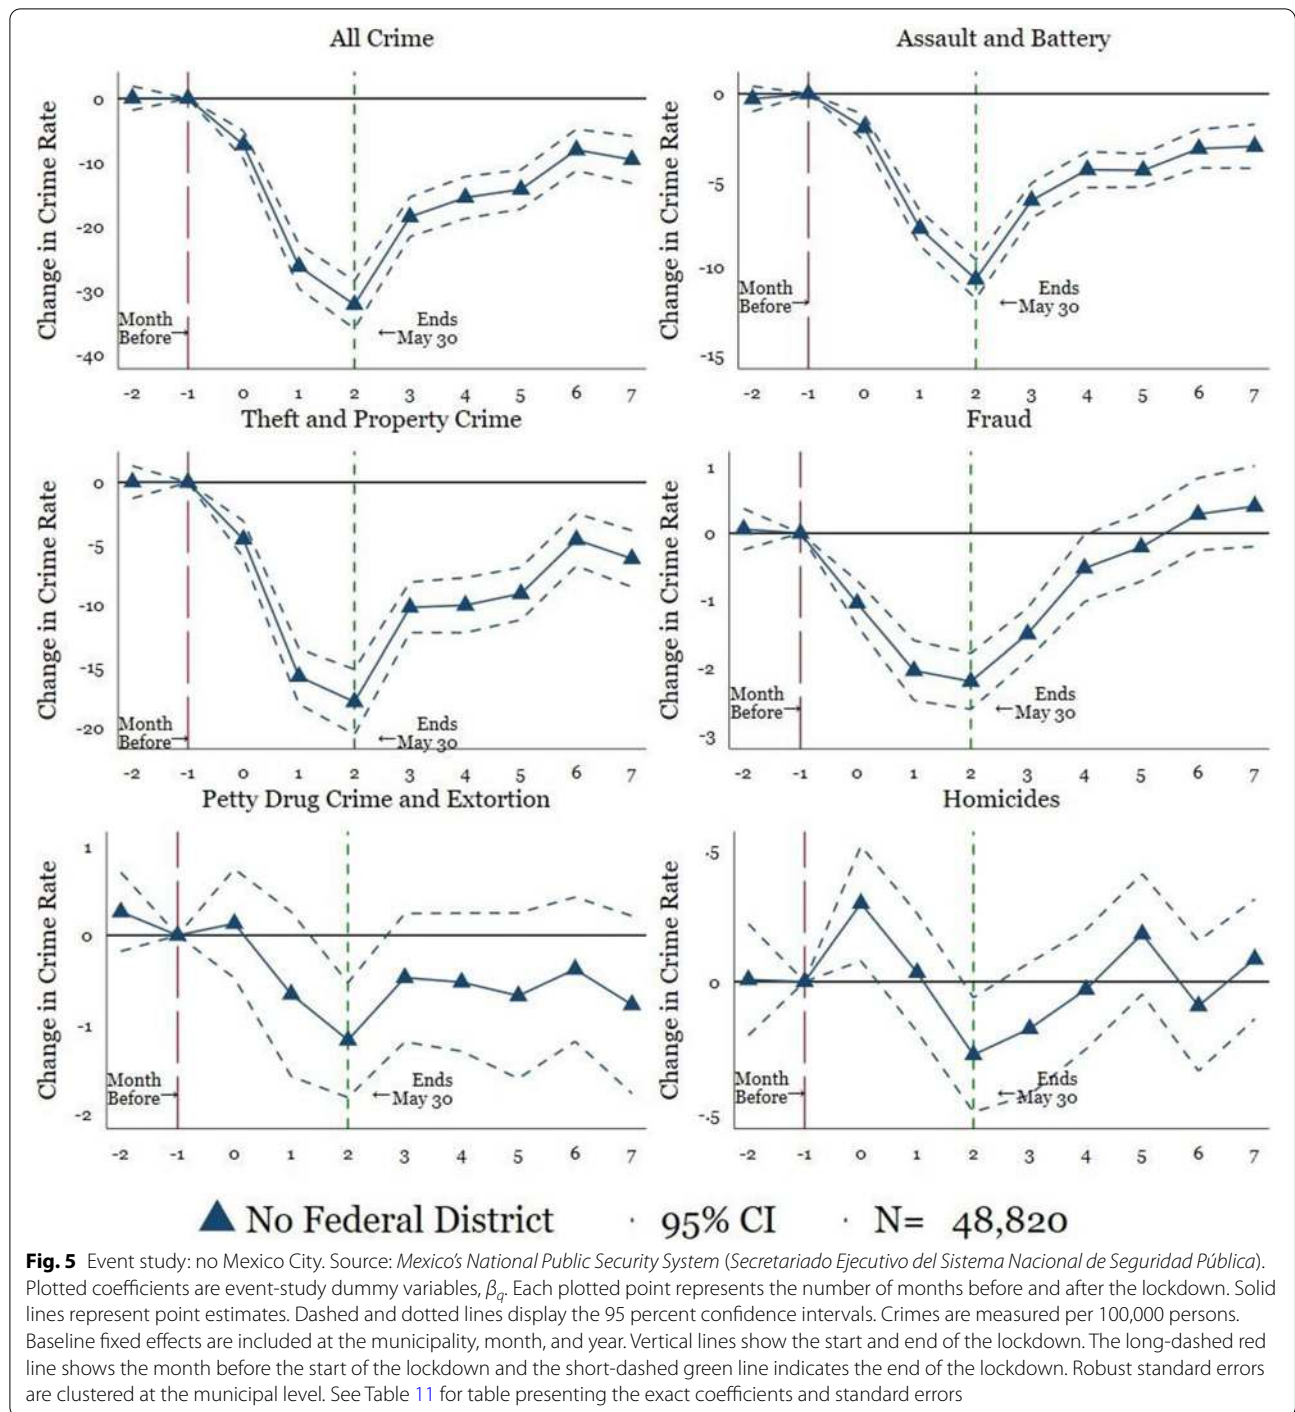 All Crime
Change in Crime Rate
0
-10
-20
-30
-40
Month
Before→
←Ends
May 30
-2 -1 0 1 2 3 4 5 6 7
Assault and Battery
Change in Crime Rate
0
-5
-10
-15
Month
Before→
←Ends
May 30
-2 -1 0 1 2 3 4 5 6 7
Theft and Property Crime
Change in Crime Rate
0
-5
-10
-15
-20
Month
Before→
←Ends
May 30
-2 -1 0 1 2 3 4 5 6 7
Fraud
Change in Crime Rate
1
0
-1
-2
-3
Month
Before→
←Ends
May 30
-2 -1 0 1 2 3 4 5 6 7
Petty Drug Crime and Extortion
Change in Crime Rate
1
0
-1
-2
Month
Before→
←Ends
May 30
-2 -1 0 1 2 3 4 5 6 7
Homicides
Change in Crime Rate
.5
0
-.5
Month
Before→
←Ends
May 30
-2 -1 0 1 2 3 4 5 6 7
No Federal District · 95% CI · N= 48,820
Fig. 5 Event study: no Mexico City. Source: Mexico's National Public Security System (Secretariado Ejecutivo del Sistema Nacional de Seguridad Pública).
Plotted coefficients are event-study dummy variables, βq. Each plotted point represents the number of months before and after the lockdown. Solid
lines represent point estimates. Dashed and dotted lines display the 95 percent confidence intervals. Crimes are measured per 100,000 persons.
Baseline fixed effects are included at the municipality, month, and year. Vertical lines show the start and end of the lockdown. The long-dashed red
line shows the month before the start of the lockdown and the short-dashed green line indicates the end of the lockdown. Robust standard errors
are clustered at the municipal level. See Table 11 for table presenting the exact coefficients and standard errors